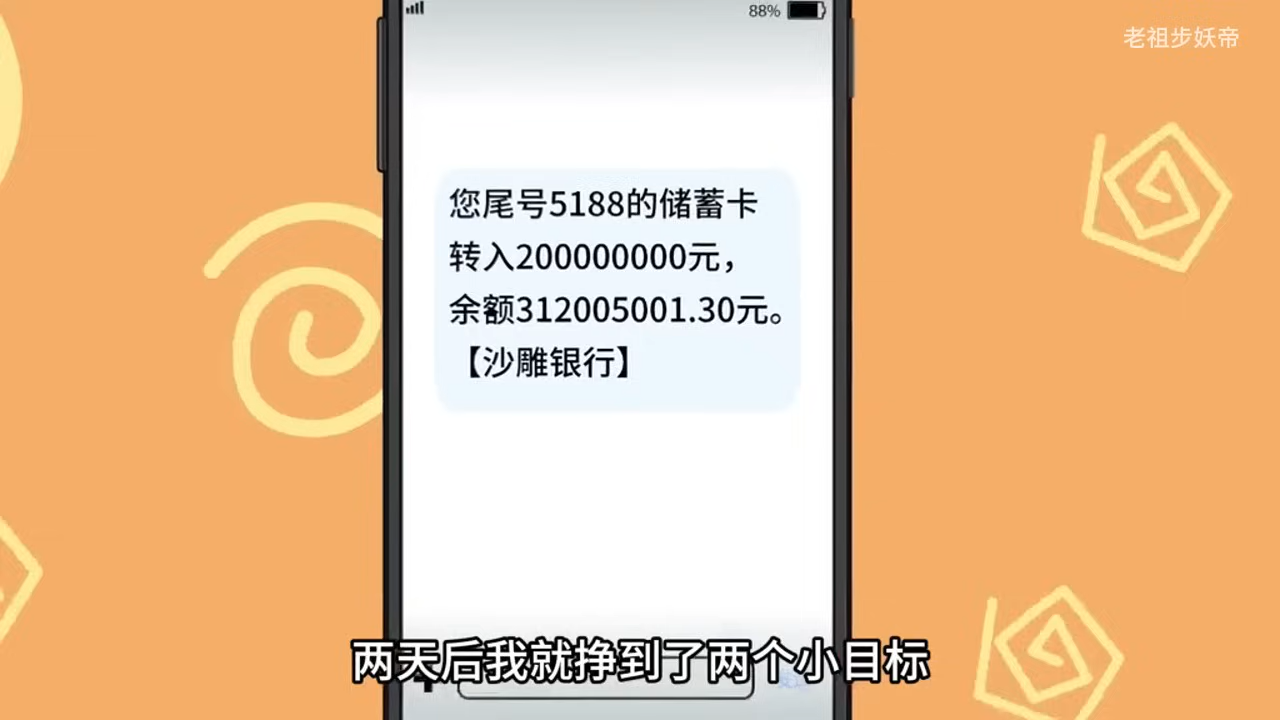 88%
老祖步妖帝
您尾号5188的储蓄卡
转入200000000元，
余额312005001.30元。
【沙雕银行】
两天后我就挣到了两个小目标